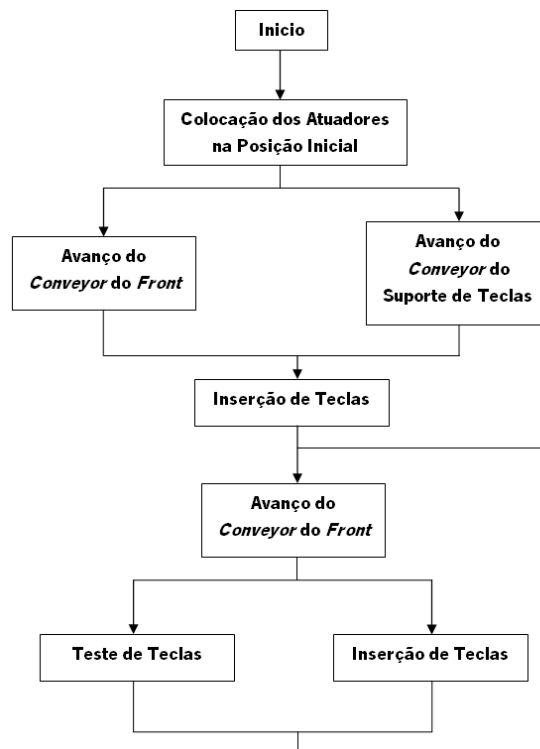 Inicio
Colocação dos Atuadores
na Posição Inicial
Avanço do
Conveyor do Front
Avanço do
Conveyor do
Suporte de Teclas
Inserção de Teclas
Avanço do
Conveyor do Front
Teste de Teclas
Inserção de Teclas